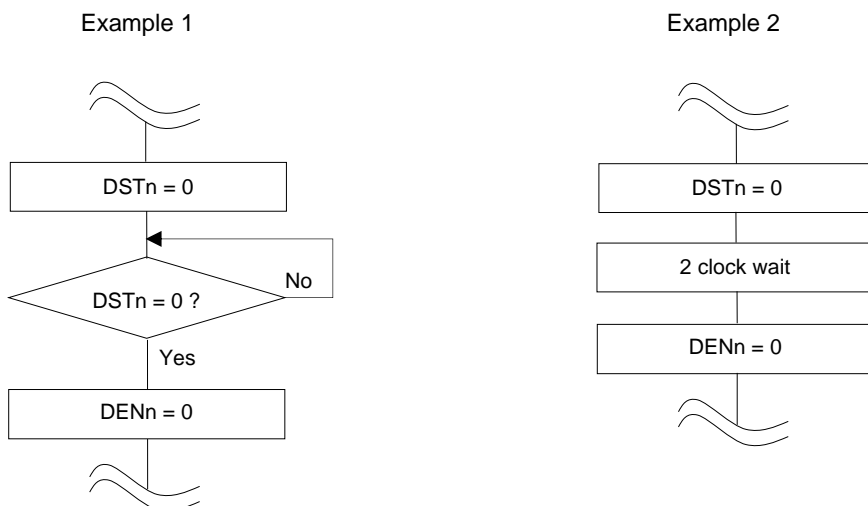 Example 1
DSTn = 0
DSTn = 0 ?
No
Yes
DENn = 0
Example 2
DSTn = 0
2 clock wait
DENn = 0